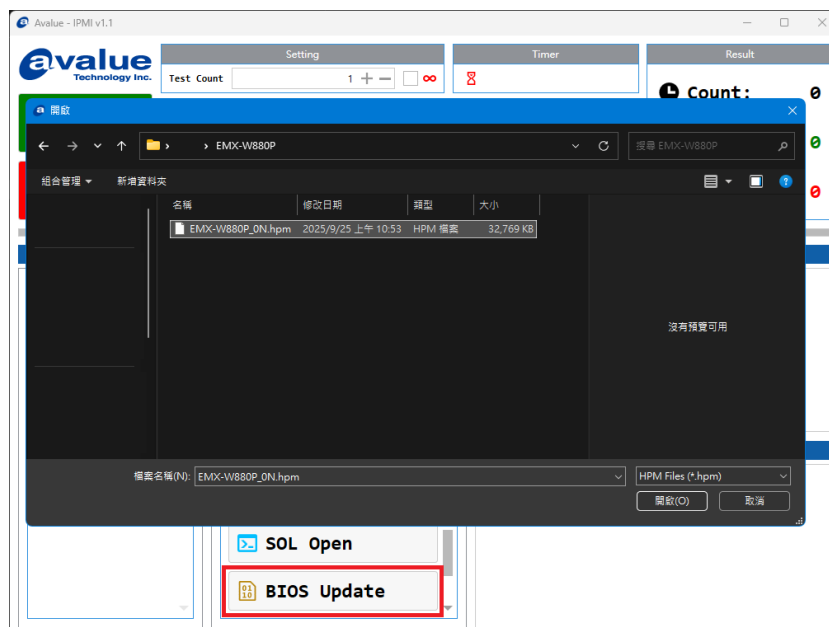 Avalue - IPMI v1.1
avalue
Technology Inc.
Setting
Timer
Result
Test Count 1
Count: 0
開啟
EMX-W880P
搜尋 EMX-W880P
0
組合管理 新增資料夾
0
名稱 修改日期 類型 大小
EMX-W880P_0N.hpm 2025/9/25 上午 10:53 HPM 檔案 32,769 KB
沒有預覽可用
檔案名稱(N): EMX-W880P_0N.hpm HPM Files (*.hpm)
開啟(O) 取消
SOL Open
BIOS Update